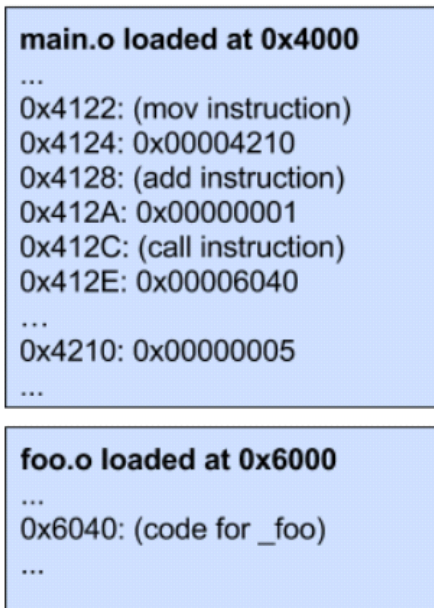 main.o loaded at 0x4000
...
0x4122: (mov instruction)
0x4124: 0x00004210
0x4128: (add instruction)
0x412A: 0x00000001
0x412C: (call instruction)
0x412E: 0x00006040
...
0x4210: 0x00000005
...
foo.o loaded at 0x6000
...
0x6040: (code for _foo)
...